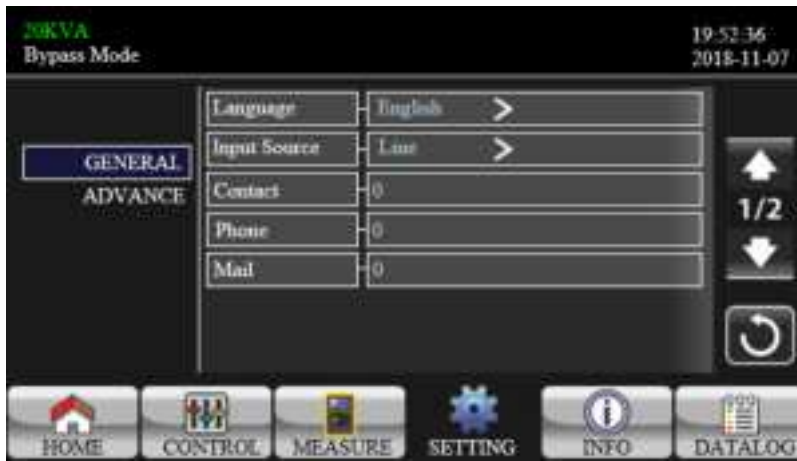 20KVA
Bypass Mode
19:52:36
2018-11-07
GENERAL
ADVANCE
Language English
Input Source Line
Contact 0
Phone 0
Mail 0
1/2
HOME CONTROL MEASURE SETTING INFO DATALOG